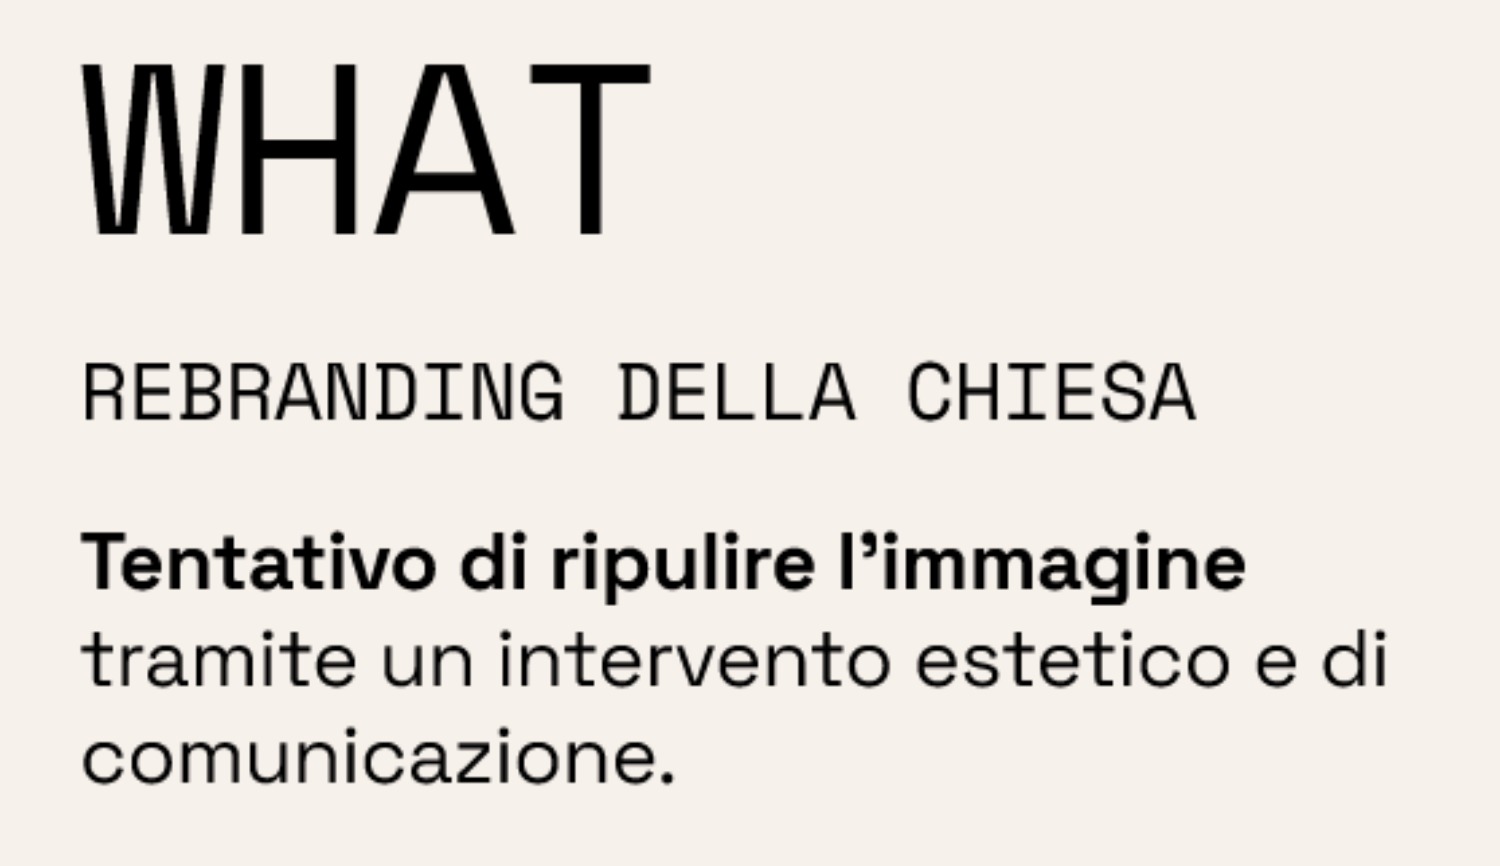 WHAT
REBRANDING DELLA CHIESA
Tentativo di ripulire l’immagine
tramite un intervento estetico e di
comunicazione.